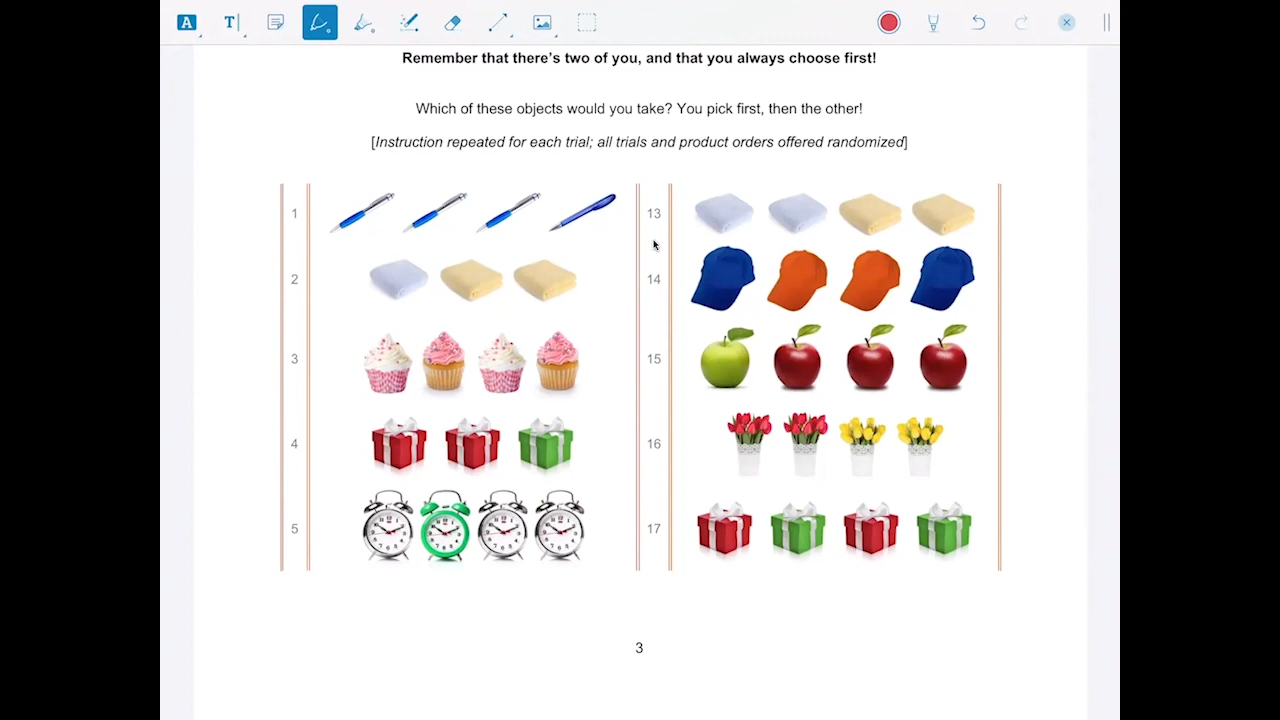 A
T
Remember that there's two of you, and that you always choose first!
Which of these objects would you take? You pick first, then the other!
[Instruction repeated for each trial; all trials and product orders offered randomized]
1
13
2
14
3
15
4
16
5
17
3